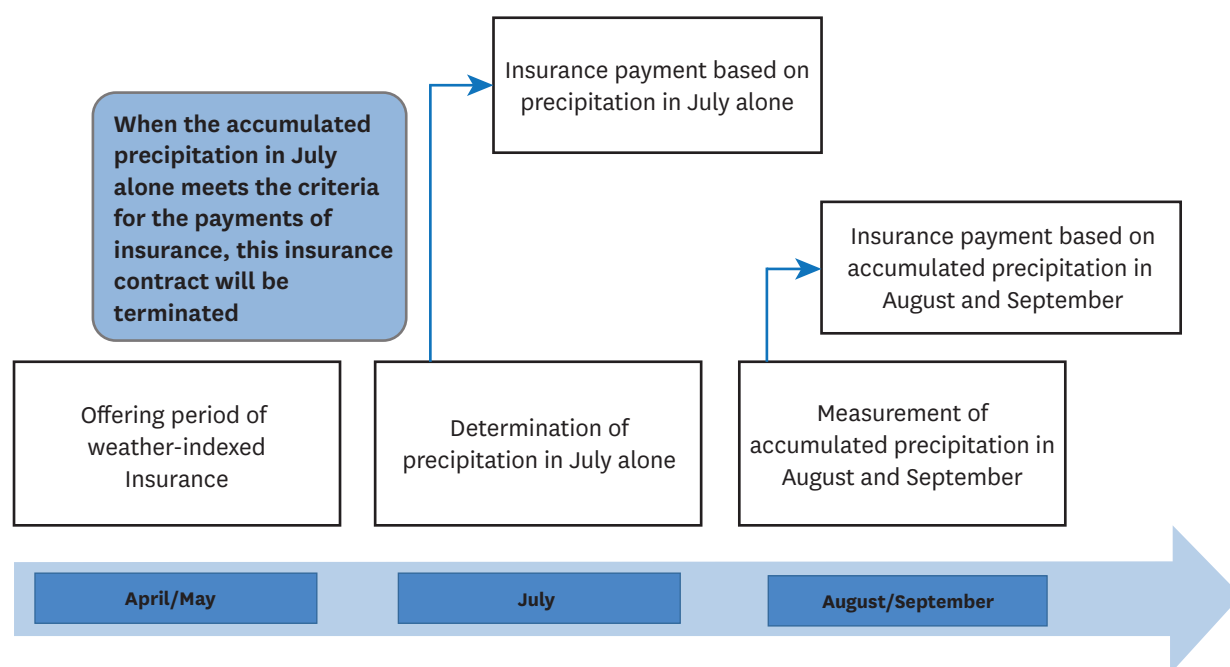 Insurance payment based on
precipitation in July alone
When the accumulated
precipitation in July
alone meets the criteria
for the payments of
insurance, this insurance
contract will be
terminated
Insurance payment based on
accumulated precipitation in
August and September
Offering period of
weather-indexed
Insurance
Determination of
precipitation in July alone
Measurement of
accumulated precipitation in
August and September
April/May
July
August/September